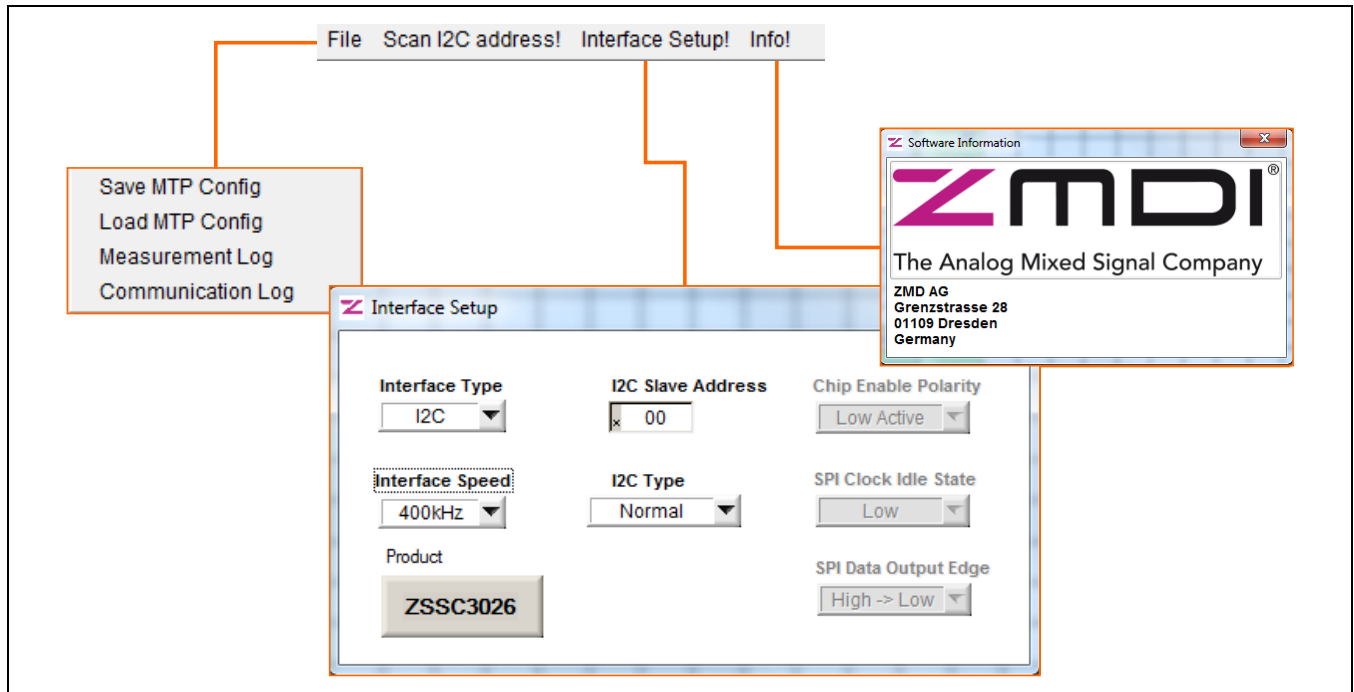 File Scan I2C address! Interface Setup! Info!
Save MTP Config
Load MTP Config
Measurement Log
Communication Log
Software Information
ZMDI®
The Analog Mixed Signal Company
ZMD AG
Grenzstrasse 28
01109 Dresden
Germany
Interface Setup
Interface Type I2C Slave Address Chip Enable Polarity
I2C x 00 Low Active
Interface Speed I2C Type SPI Clock Idle State
400kHz Normal Low
Product SPI Data Output Edge
ZSSC3026 High -> Low